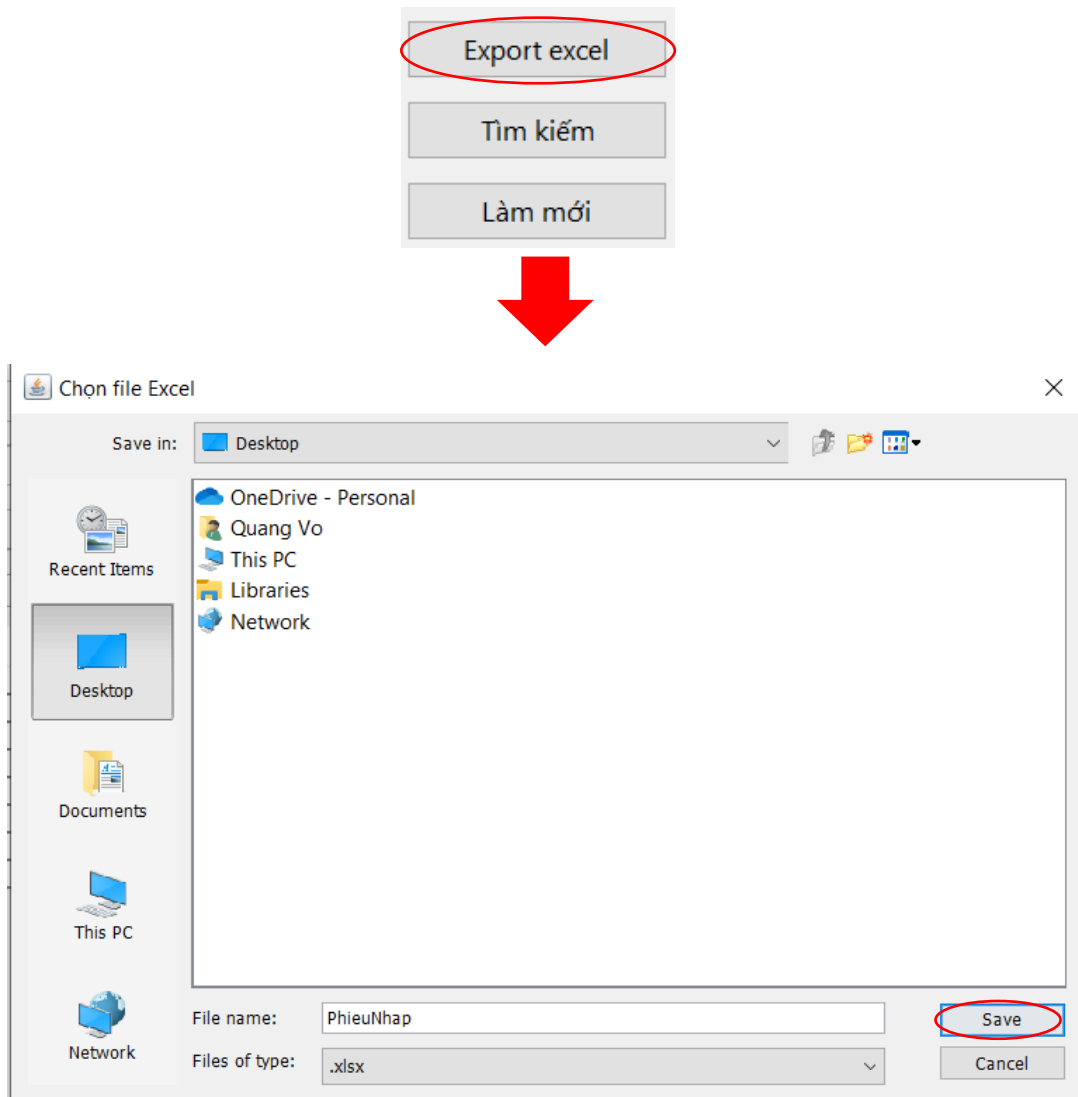 Export excel
Tìm kiếm
Làm mới
Chọn file Excel
Save in:
Desktop
OneDrive - Personal
Quang Vo
This PC
Libraries
Network
Recent Items
Desktop
Documents
This PC
Network
File name:
PhieuNhap
Save
Files of type:
.xlsx
Cancel